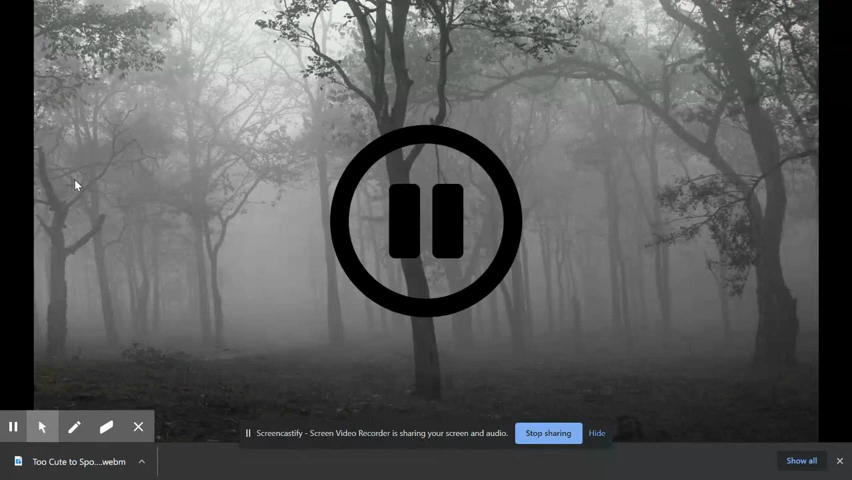 Screencastify - Screen Video Recorder is sharing your screen and audio. Stop sharing Hide
Too Cute to Spo....webm Show all